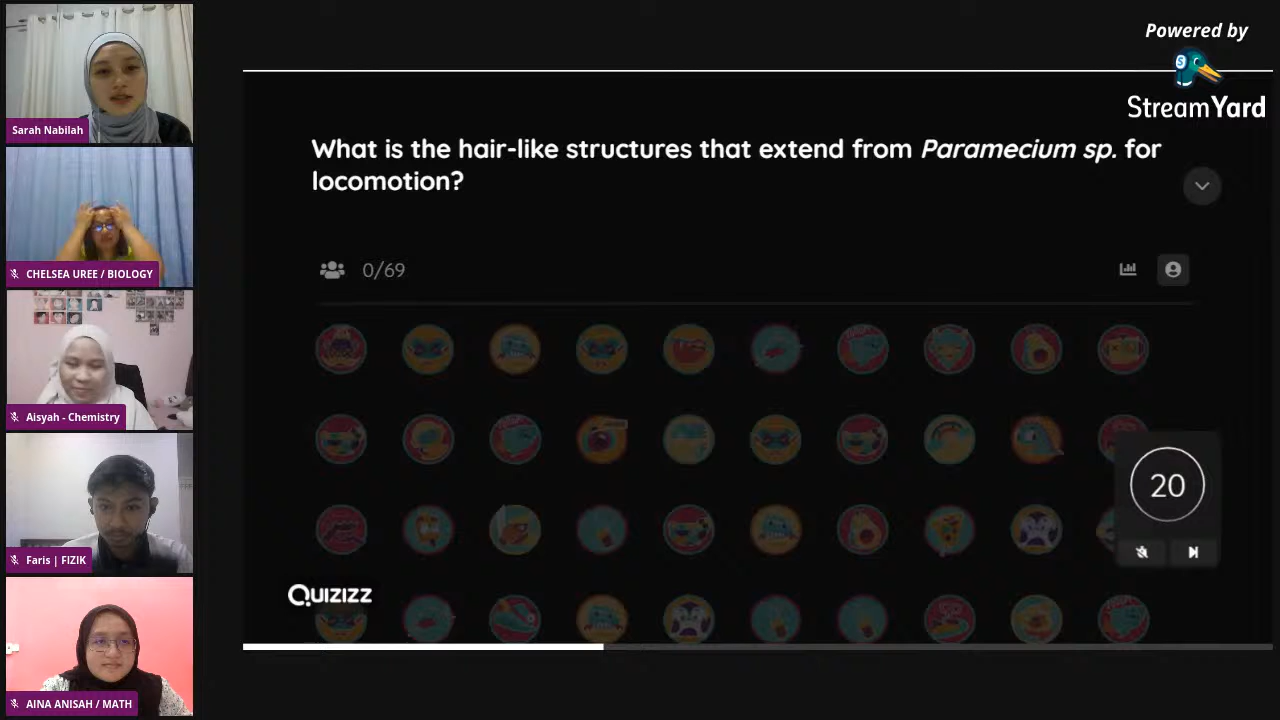 Powered by
StreamYard
Sarah Nabilah
CHELSEA UREE / BIOLOGY
Aisyah - Chemistry
Faris | FIZIK
AINA ANISAH / MATH
What is the hair-like structures that extend from Paramecium sp. for
locomotion?
0/69
20
Quizizz